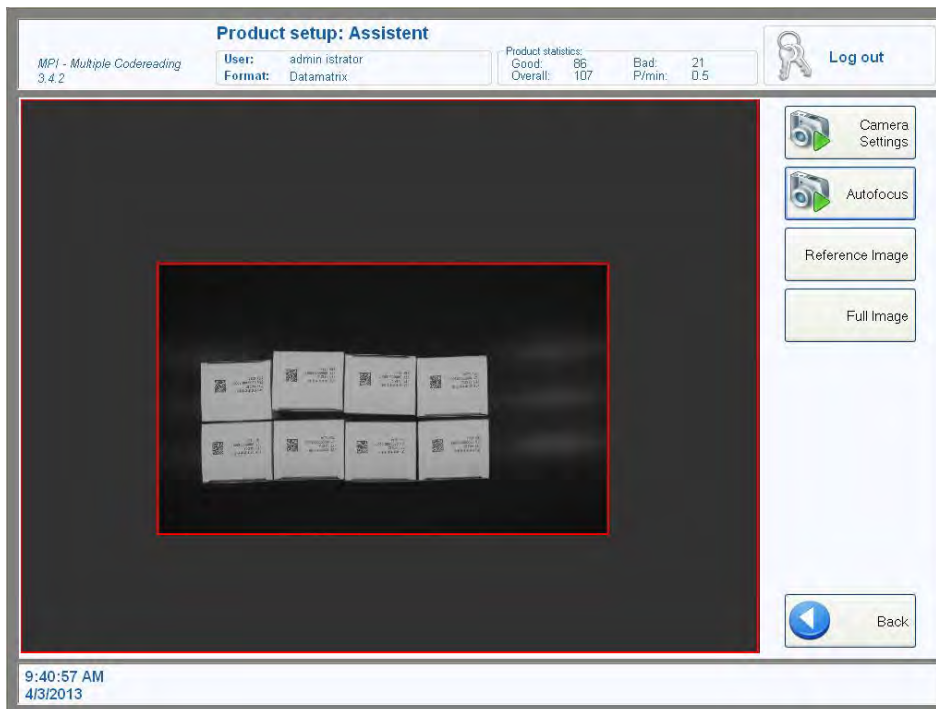 Product setup: Assistent
MPI - Multiple Codereading
3.4.2
User: admin istrator
Format: Datamatrix
Product statistics:
Good: 86 Bad: 21
Overall: 107 P/min: 0.5
Log out
Camera
Settings
Autofocus
Reference Image
Full Image
Back
9:40:57 AM
4/3/2013